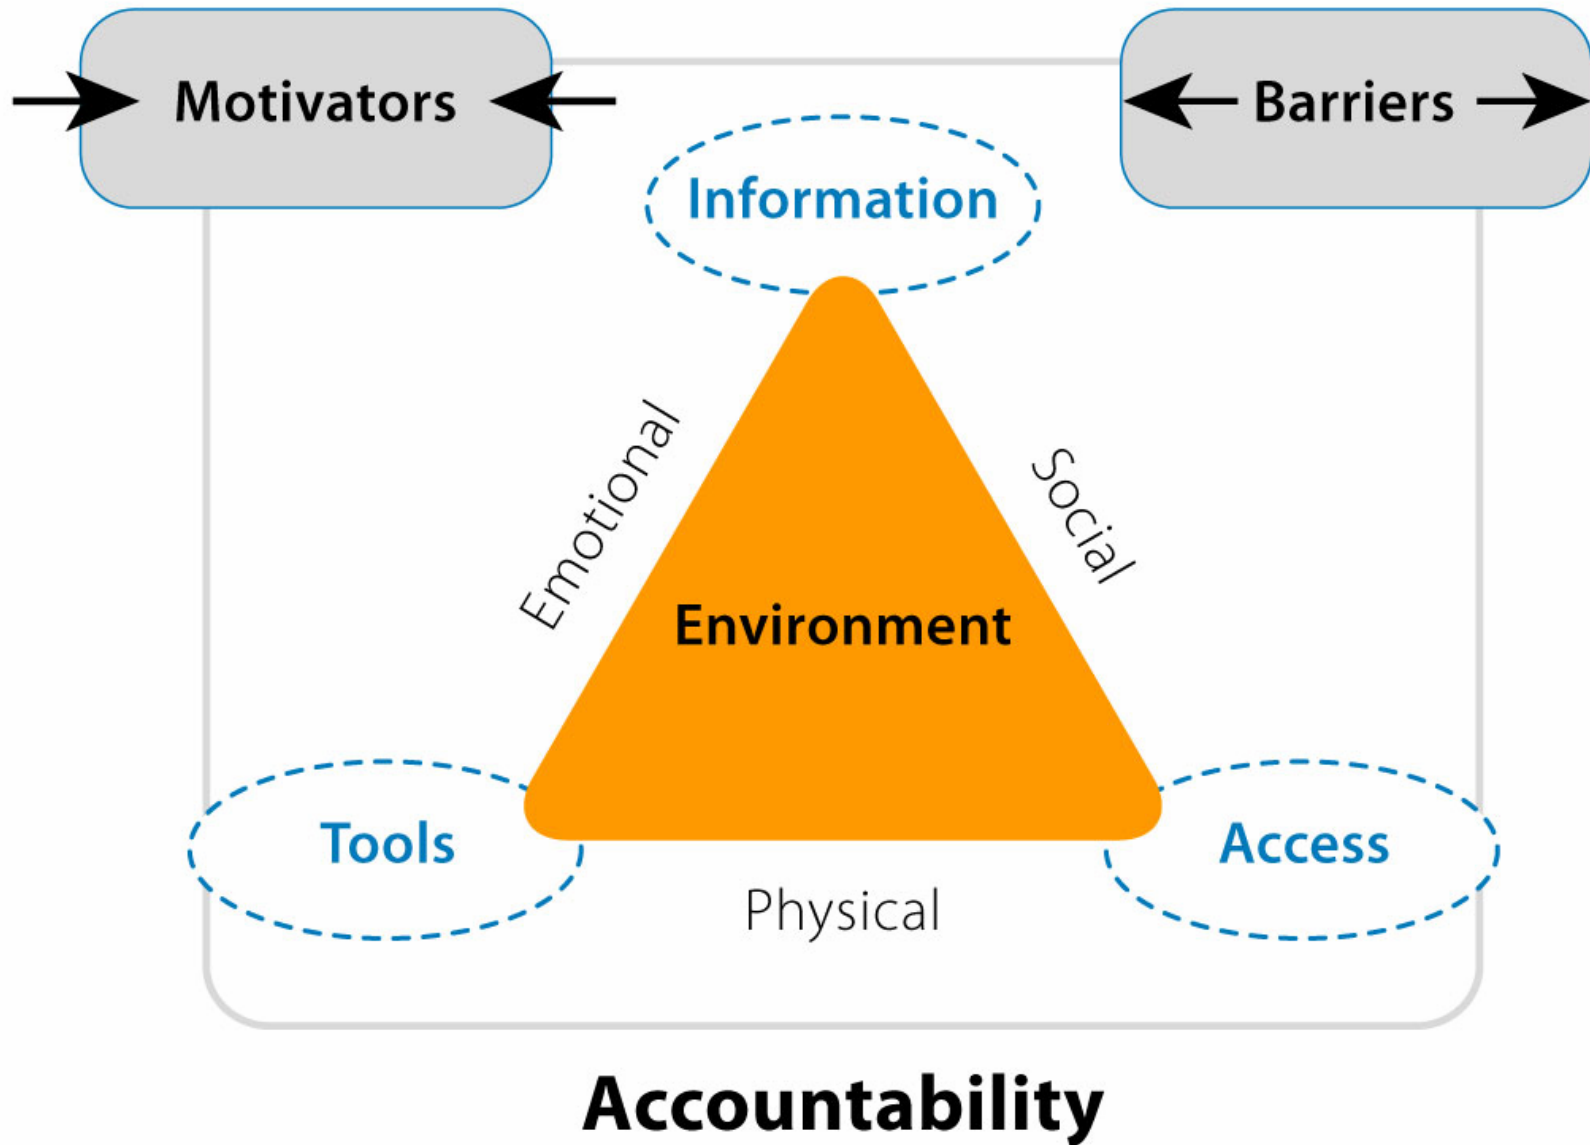 Motivators
Barriers
Information
Emotional
Social
Environment
Tools
Access
Physical
Accountability